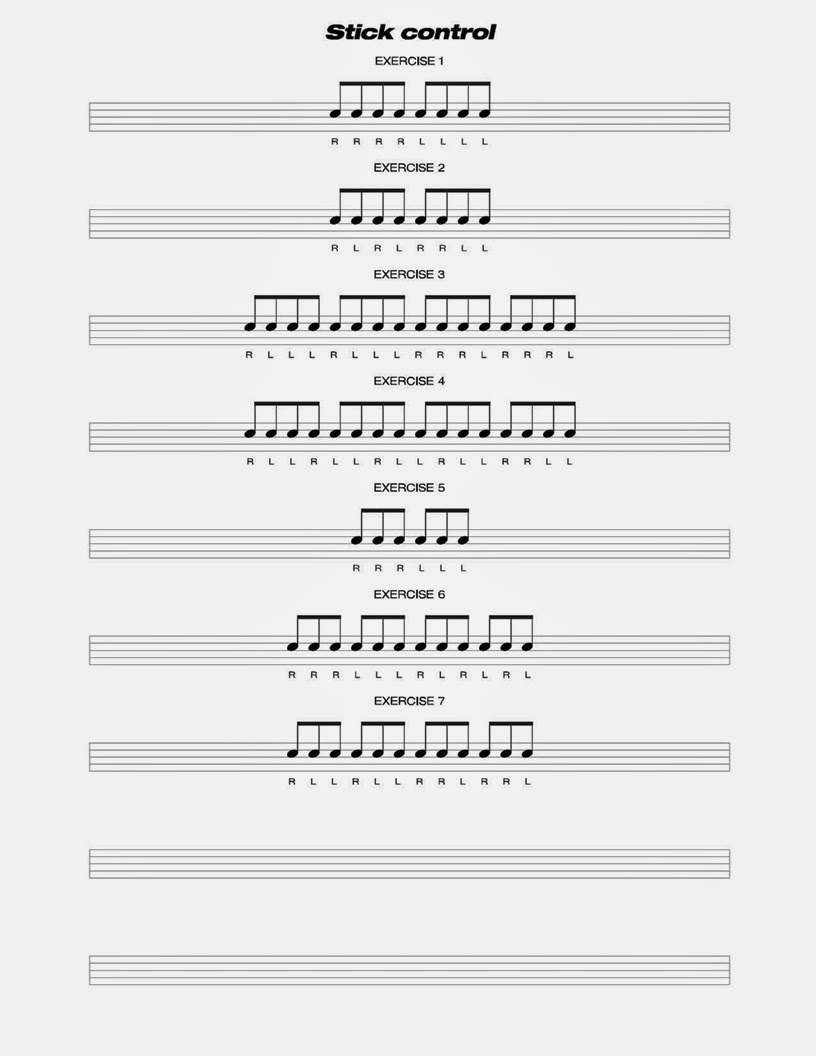 Stick control
EXERCISE 1
R R R R L L L L
EXERCISE 2
R L R L R R L L
EXERCISE 3
R L L L R L L L R R R L R R R L
EXERCISE 4
R L L R L L R L L R L L R R L L
EXERCISE 5
R R R L L L
EXERCISE 6
R R R L L L R L R L R L
EXERCISE 7
R L L R L L R R L R R L